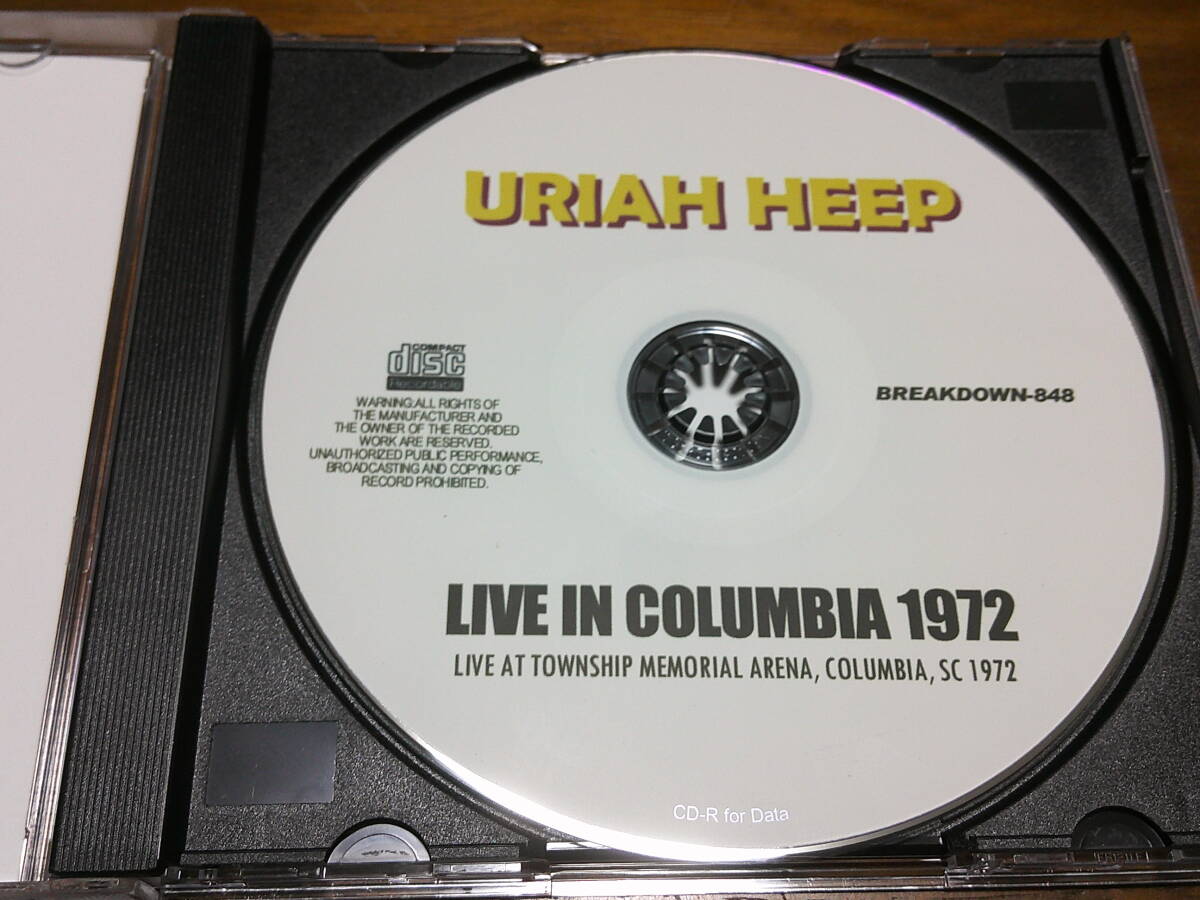 URIAH HEEP
COMPACT
disc
Recordable
WARNING:ALL RIGHTS OF
THE MANUFACTURER AND
THE OWNER OF THE RECORDED
WORK ARE RESERVED.
UNAUTHORIZED PUBLIC PERFORMANCE,
BROADCASTING AND COPYING OF
RECORD PROHIBITED.
BREAKDOWN-848
LIVE IN COLUMBIA 1972
LIVE AT TOWNSHIP MEMORIAL ARENA, COLUMBIA, SC 1972
CD-R for Data